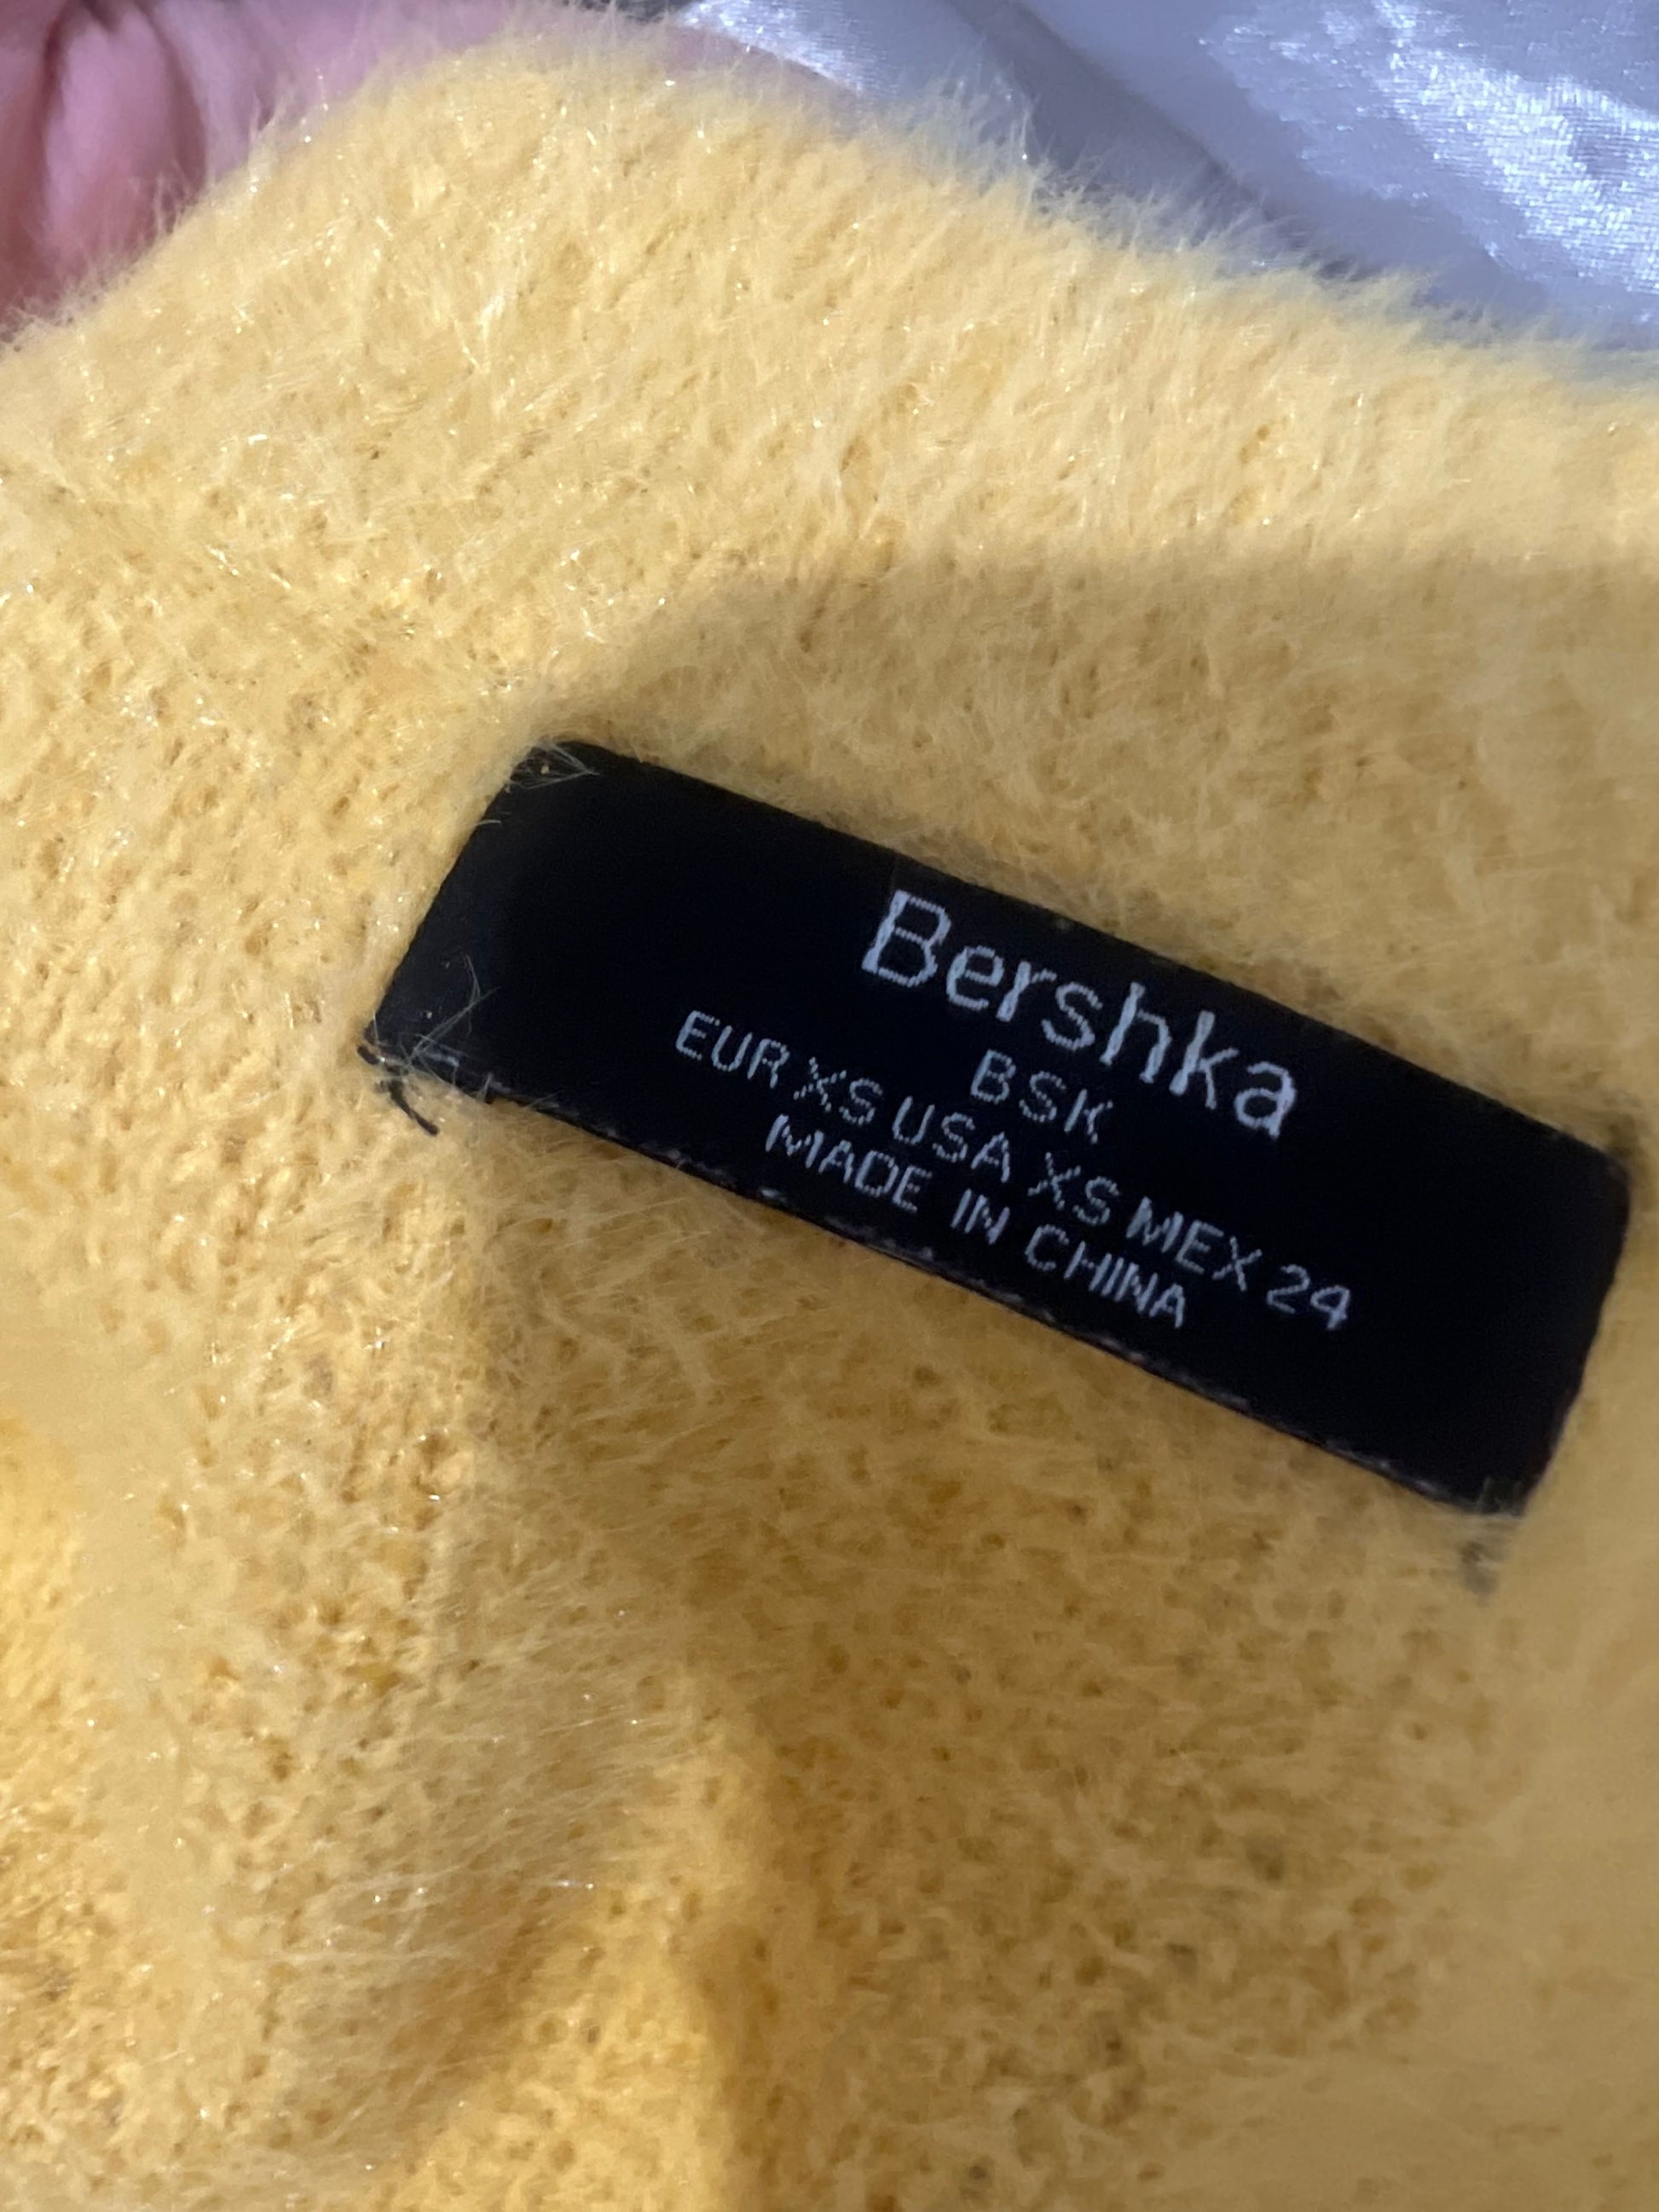 Bershka
BSK
EUR XS USA XS MEX 24
MADE IN CHINA